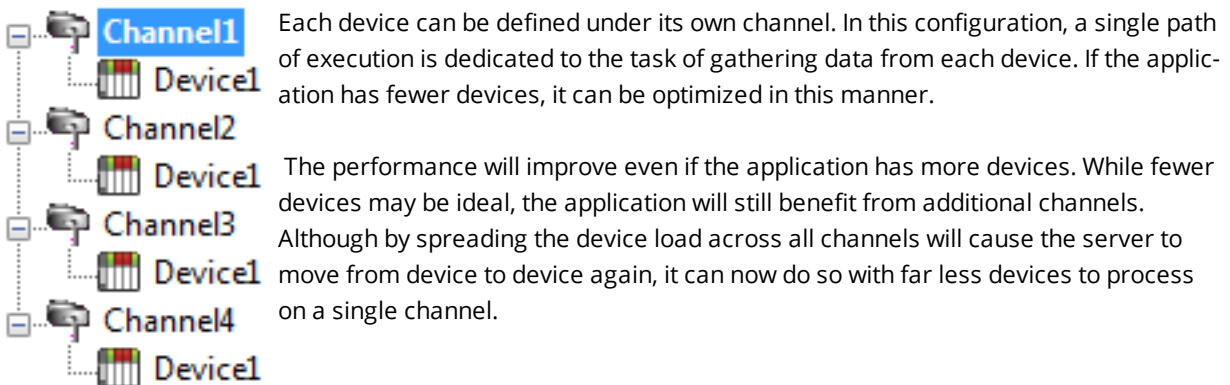 Channel1
Device1
Channel2
Device1
Channel3
Device1
Channel4
Device1
Each device can be defined under its own channel. In this configuration, a single path
of execution is dedicated to the task of gathering data from each device. If the applic-
ation has fewer devices, it can be optimized in this manner.
The performance will improve even if the application has more devices. While fewer
devices may be ideal, the application will still benefit from additional channels.
Although by spreading the device load across all channels will cause the server to
move from device to device again, it can now do so with far less devices to process
on a single channel.